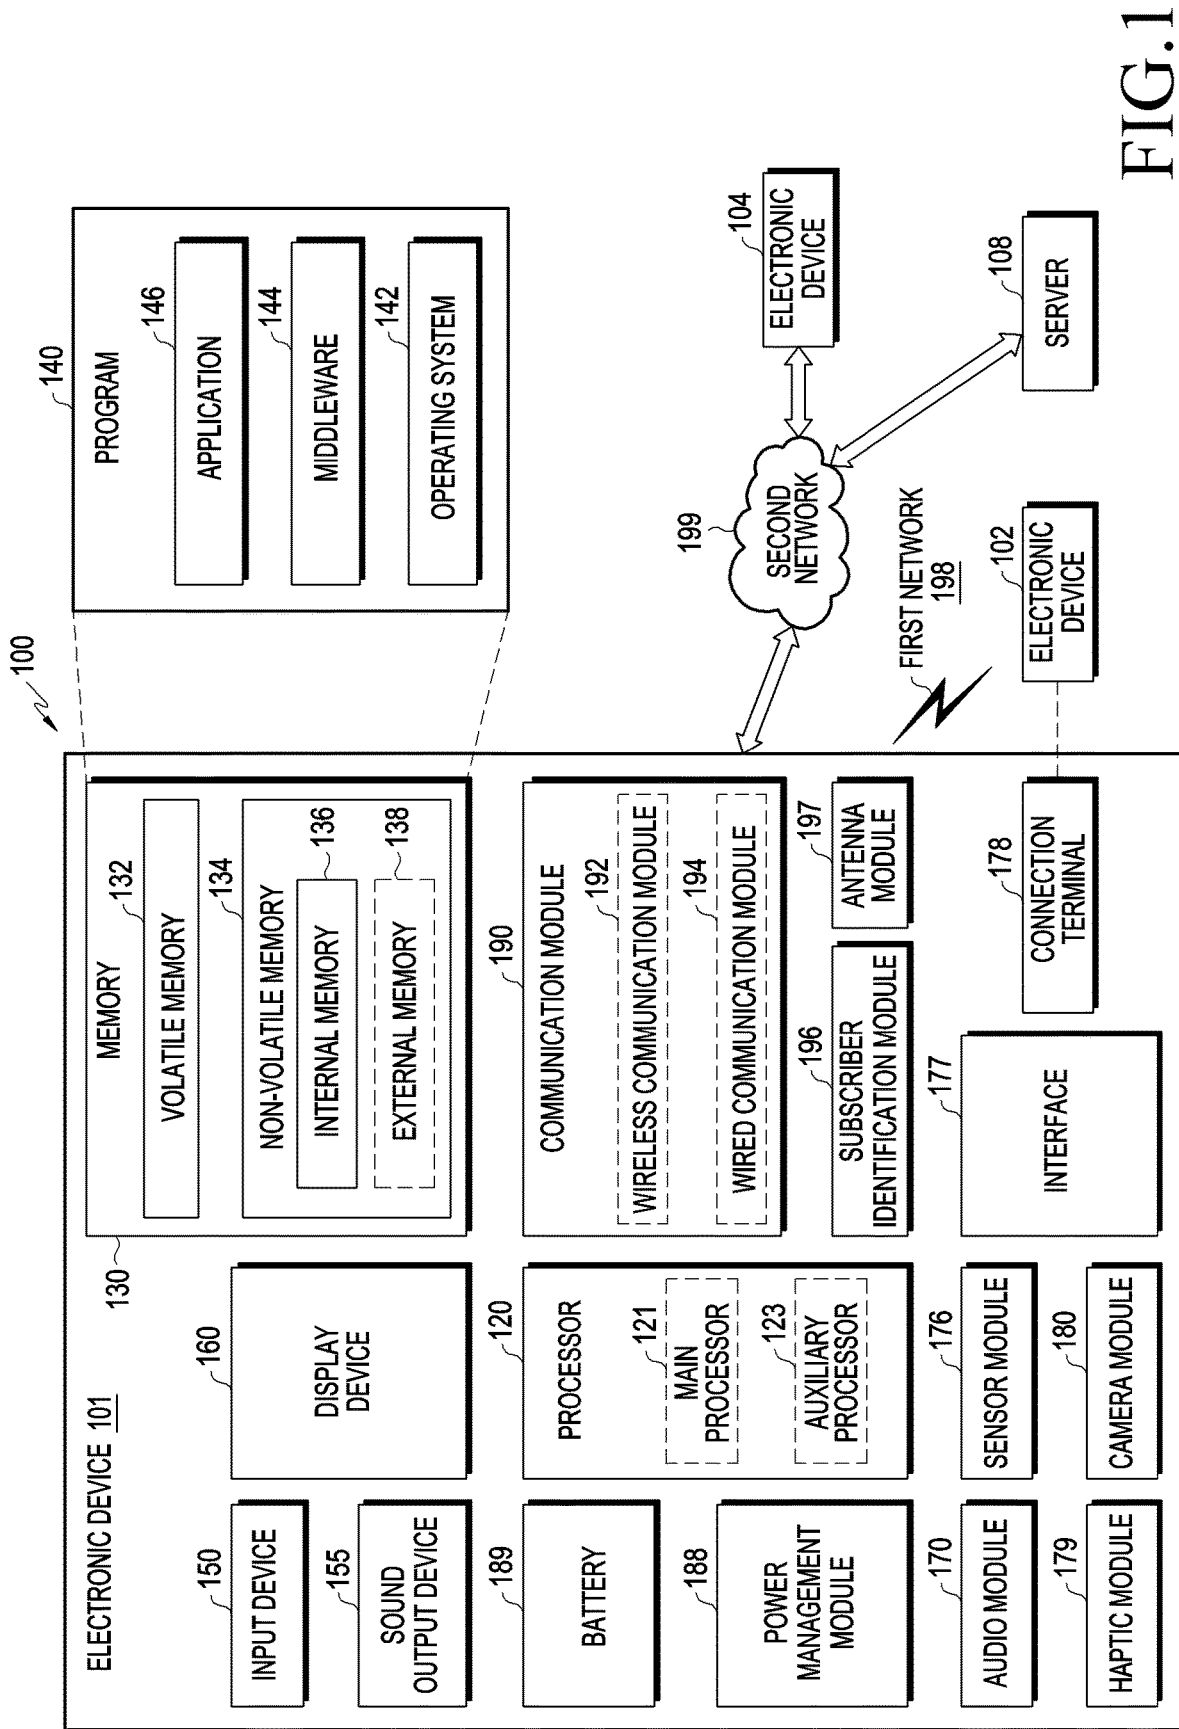 100
ELECTRONIC DEVICE 101
150
INPUT DEVICE
155
SOUND
OUTPUT DEVICE
160
DISPLAY
DEVICE
130
MEMORY
132
VOLATILE MEMORY
134
NON-VOLATILE MEMORY
136
INTERNAL MEMORY
138
EXTERNAL MEMORY
140
PROGRAM
146
APPLICATION
144
MIDDLEWARE
142
OPERATING SYSTEM
189
BATTERY
188
POWER
MANAGEMENT
MODULE
120
PROCESSOR
121
MAIN
PROCESSOR
123
AUXILIARY
PROCESSOR
190
COMMUNICATION MODULE
192
WIRELESS COMMUNICATION MODULE
194
WIRED COMMUNICATION MODULE
196
SUBSCRIBER
IDENTIFICATION MODULE
197
ANTENNA
MODULE
199
SECOND
NETWORK
104
ELECTRONIC
DEVICE
108
SERVER
FIRST NETWORK
198
102
ELECTRONIC
DEVICE
170
AUDIO MODULE
176
SENSOR MODULE
177
INTERFACE
178
CONNECTION
TERMINAL
179
HAPTIC MODULE
180
CAMERA MODULE
FIG.1